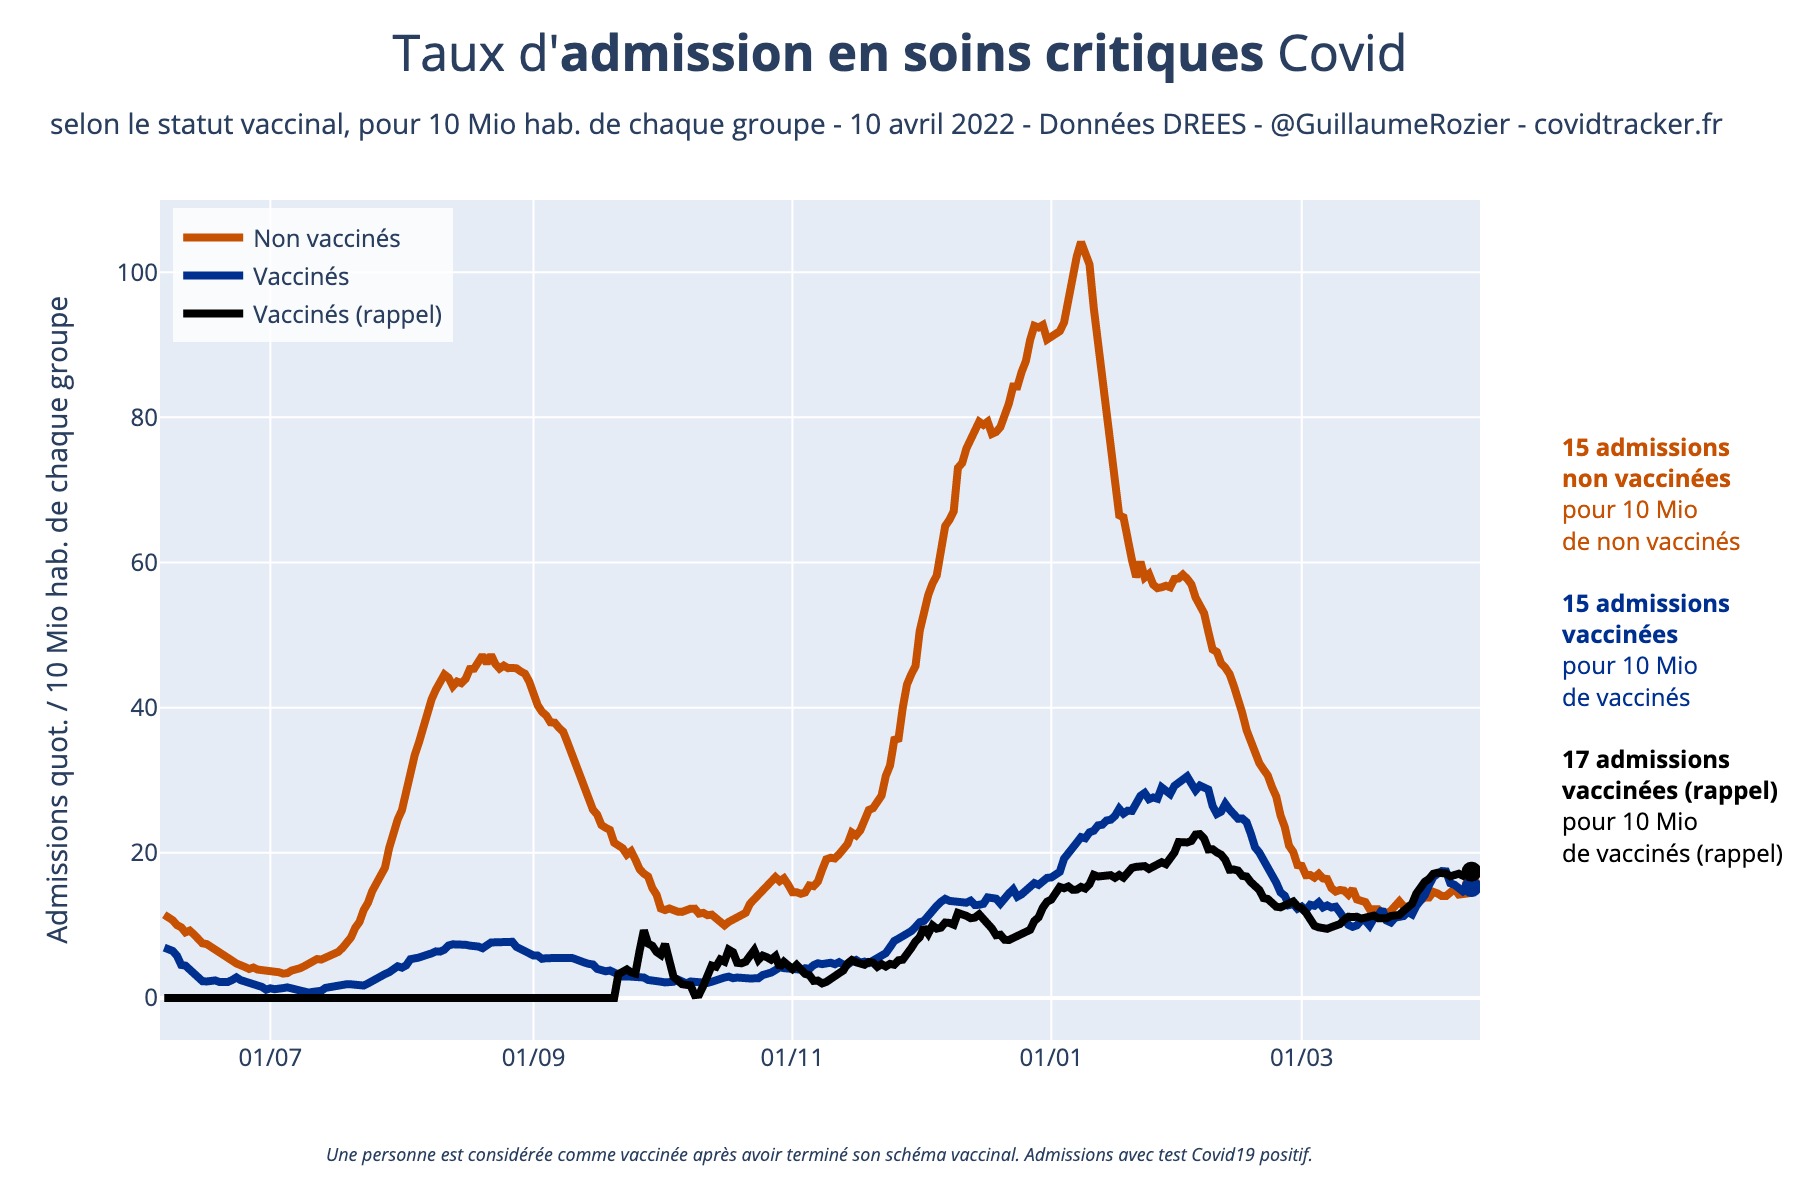 Taux d'admission en soins critiques Covid
selon le statut vaccinal, pour 10 Mio hab. de chaque groupe - 10 avril 2022 - Données DREES - @GuillaumeRozier - covidtracker.fr
Non vaccinés
Vaccinés
Vaccinés (rappel)
Admissions quot. / 10 Mio hab. de chaque groupe
100
80
60
40
20
0
01/07
01/09
01/11
01/01
01/03
15 admissions
non vaccinées
pour 10 Mio
de non vaccinés
15 admissions
vaccinées
pour 10 Mio
de vaccinés
17 admissions
vaccinées (rappel)
pour 10 Mio
de vaccinés (rappel)
Une personne est considérée comme vaccinée après avoir terminé son schéma vaccinal. Admissions avec test Covid19 positif.